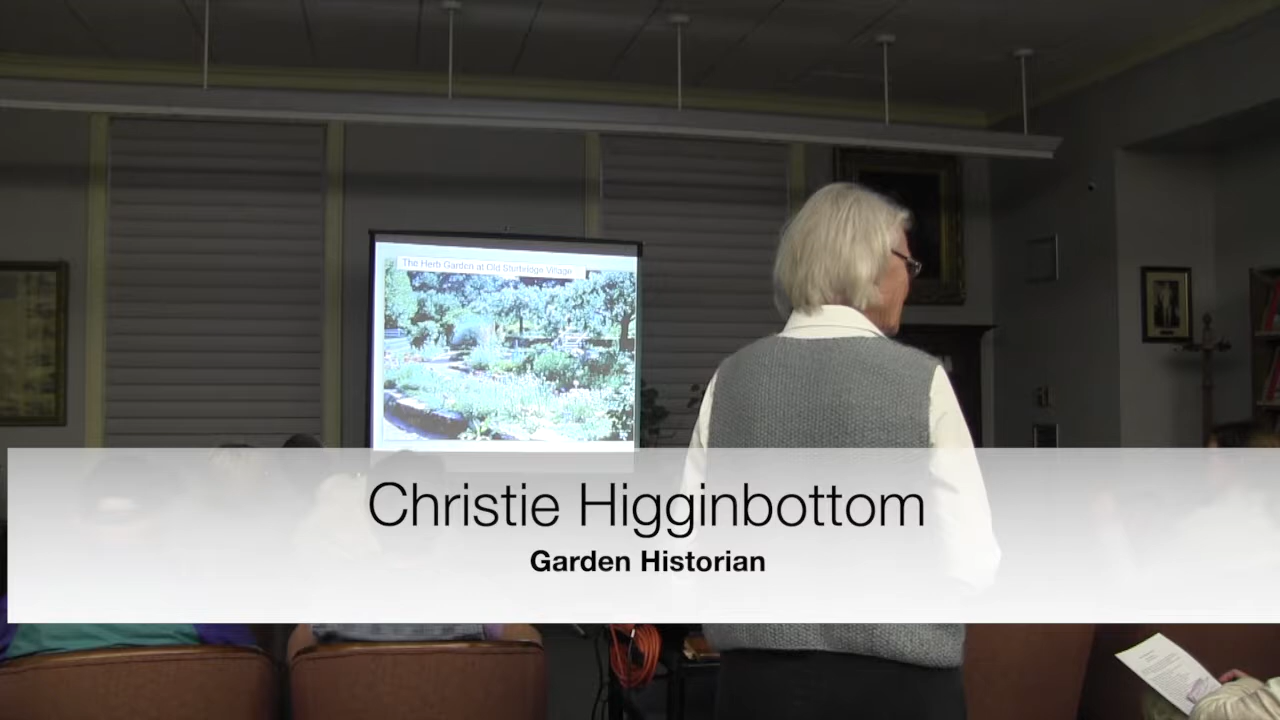 The Herb Garden at Old Sturbridge Village
Christie Higginbottom
Garden Historian